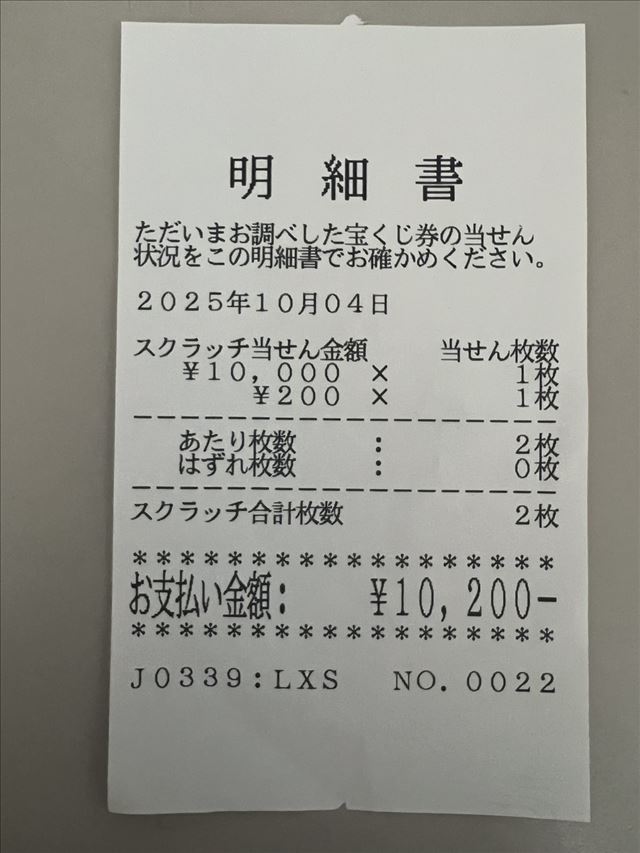 明細書
ただいまお調べした宝くじ券の当せん
状況をこの明細書でお確かめください。
２０２５年１０月０４日
スクラッチ当せん金額 当せん枚数
￥１０，０００ × １枚
￥２００ × １枚
－－－－－－－－－－－－－－－－－－
あたり枚数 ： ２枚
はずれ枚数 ： ０枚
－－－－－－－－－－－－－－－－－－
スクラッチ合計枚数 ２枚
＊＊＊＊＊＊＊＊＊＊＊＊＊＊＊＊＊＊
お支払い金額： ￥１０，２００－
＊＊＊＊＊＊＊＊＊＊＊＊＊＊＊＊＊＊
Ｊ０３３９：ＬＸＳ ＮＯ．００２２